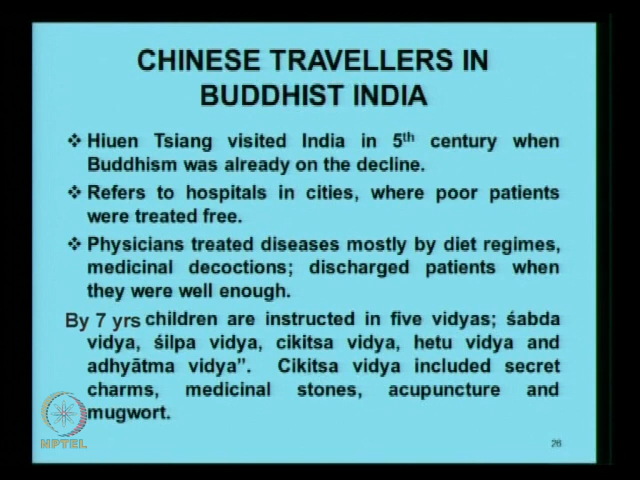 CHINESE TRAVELLERS IN
BUDDHIST INDIA
❖ Hiuen Tsiang visited India in 5th century when
Buddhism was already on the decline.
❖ Refers to hospitals in cities, where poor patients
were treated free.
❖ Physicians treated diseases mostly by diet regimes,
medicinal decoctions; discharged patients when
they were well enough.
By 7 yrs children are instructed in five vidyas; śabda
vidya, śilpa vidya, cikitsa vidya, hetu vidya and
adhyātma vidya”. Cikitsa vidya included secret
charms, medicinal stones, acupuncture and
mugwort.
NPTEL
26